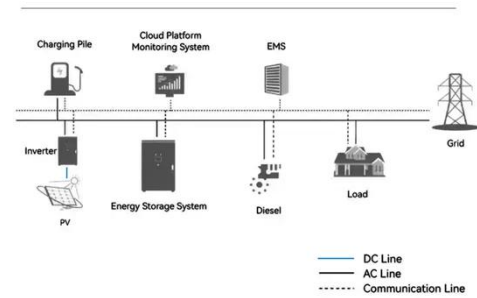 Cloud Platform
Charging Pile
Monitoring System
EMS
Inverter
Grid
Energy Storage System
Diesel
Load
PV
DC Line
AC Line
Communication Line